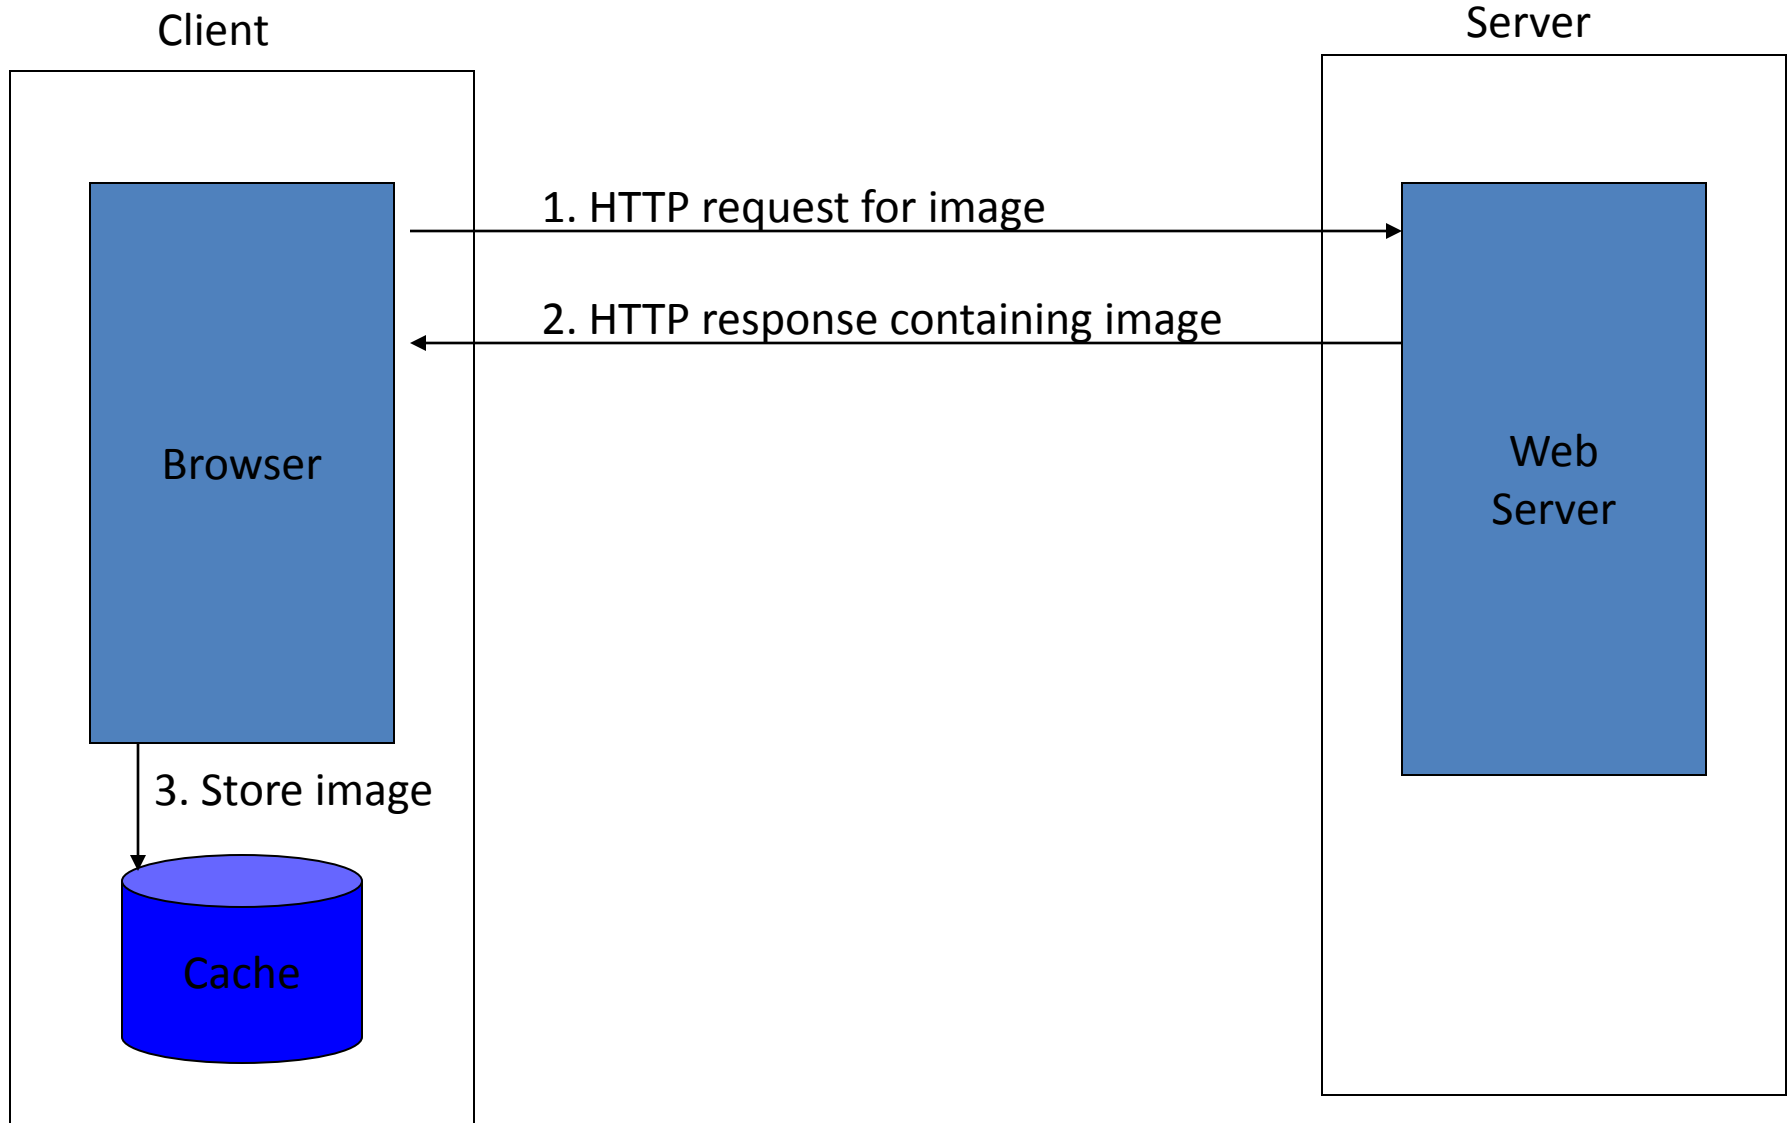 Client
Server
1. HTTP request for image
2. HTTP response containing image
Browser
Web
Server
3. Store image
Cache